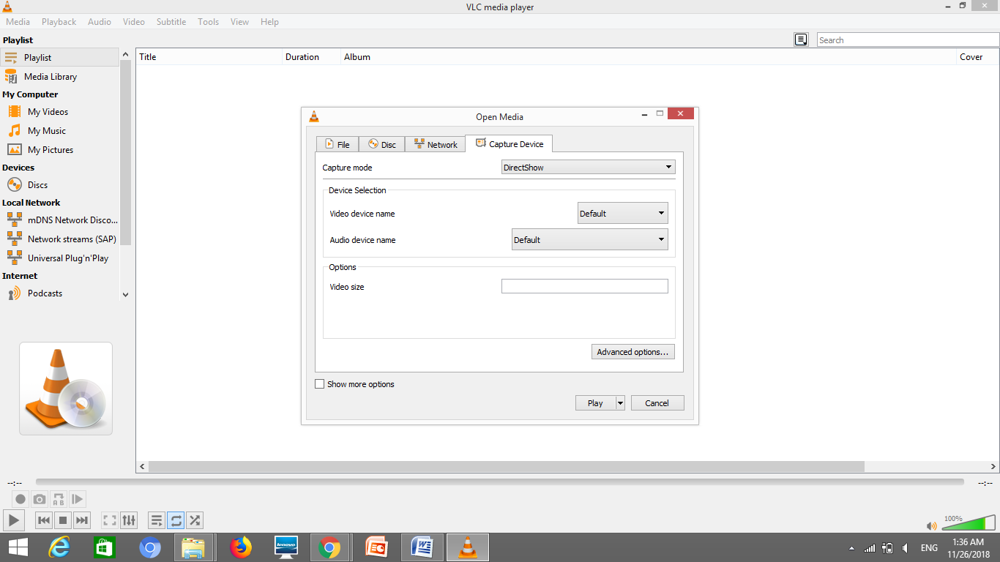 VLC media player
Media Playback Audio Video Subtitle Tools View Help
Playlist
Search
Playlist
Media Library
My Computer
My Videos
My Music
My Pictures
Devices
Discs
Local Network
mDNS Network Disco...
Network streams (SAP)
Universal Plug'n'Play
Internet
Podcasts
Title Duration Album Cover
Open Media
File Disc Network Capture Device
Capture mode DirectShow
Device Selection
Video device name Default
Audio device name Default
Options
Video size
Advanced options...
Show more options
Play Cancel
--:-- --:--
A B
100%
lenovo
ENG
1:36 AM
11/26/2018